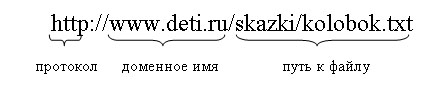 http://www.deti.ru/skazki/kolobok.txt
протокол доменное имя путь к файлу